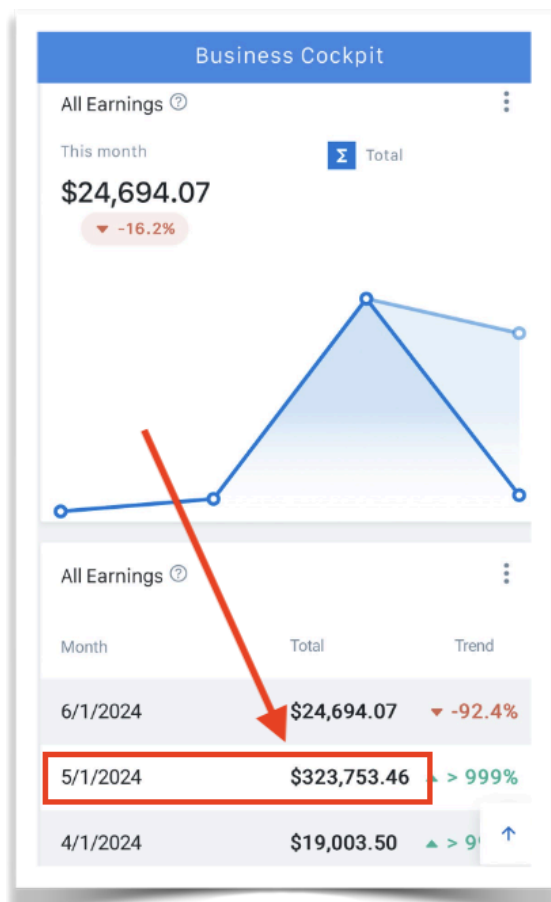 Business Cockpit
All Earnings ?
This month
Σ Total
$24,694.07
▼ -16.2%
All Earnings ?
Month Total Trend
6/1/2024 $24,694.07 ▼ -92.4%
5/1/2024 $323,753.46 ▲ > 999%
4/1/2024 $19,003.50 ▲ > 9